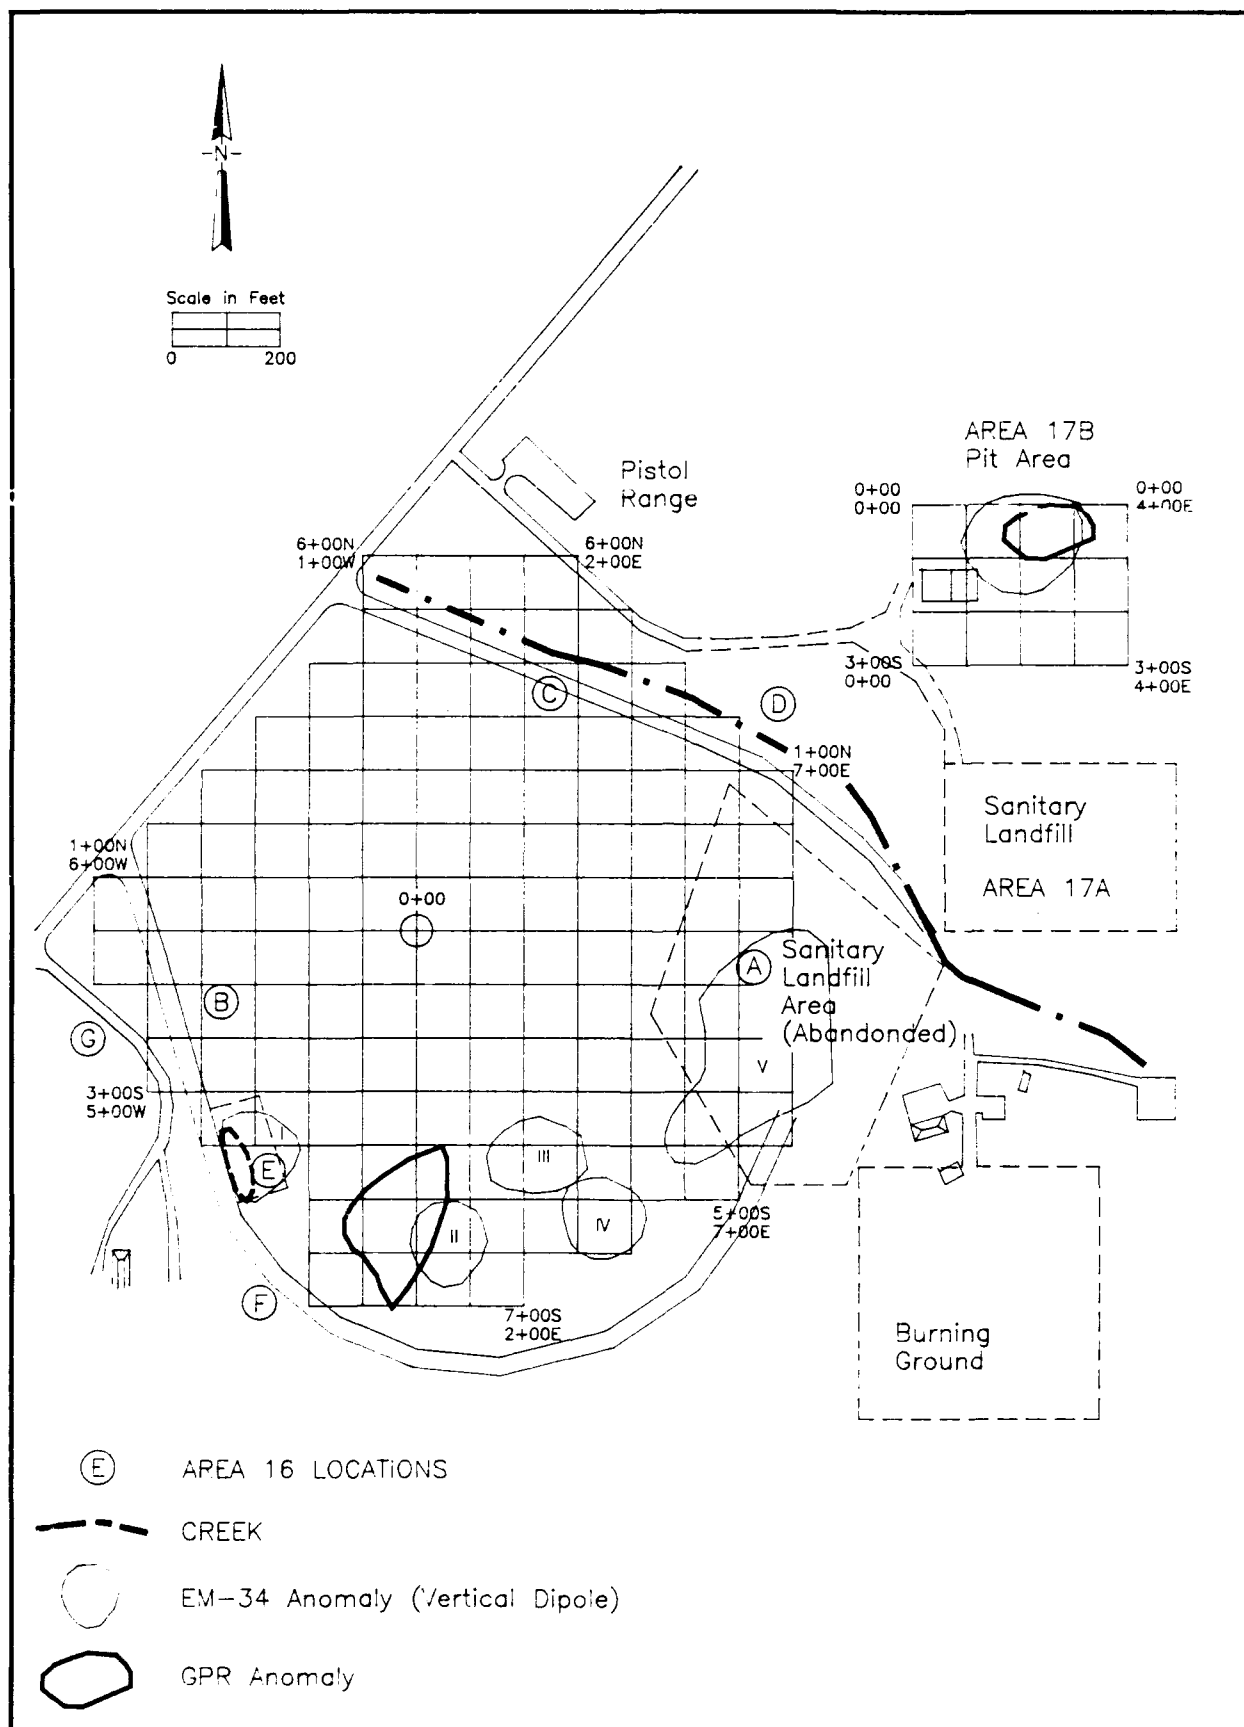 -N-
Scale in Feet
0 200
AREA 17B
Pit Area
0+00
0+00
0+00
4+00E
Pistol
Range
6+00N
1+00W
6+00N
2+00E
3+00S
0+00
3+00S
4+00E
C
D
1+00N
7+00E
Sanitary
Landfill
AREA 17A
1+00N
6+00W
0+00
A
Sanitary
Landfill
Area
(Abandonded)
B
G
V
3+00S
5+00W
I
E
III
II
IV
5+00S
7+00E
F
7+00S
2+00E
Burning
Ground
E AREA 16 LOCATIONS
CREEK
EM-34 Anomaly (Vertical Dipole)
GPR Anomaly